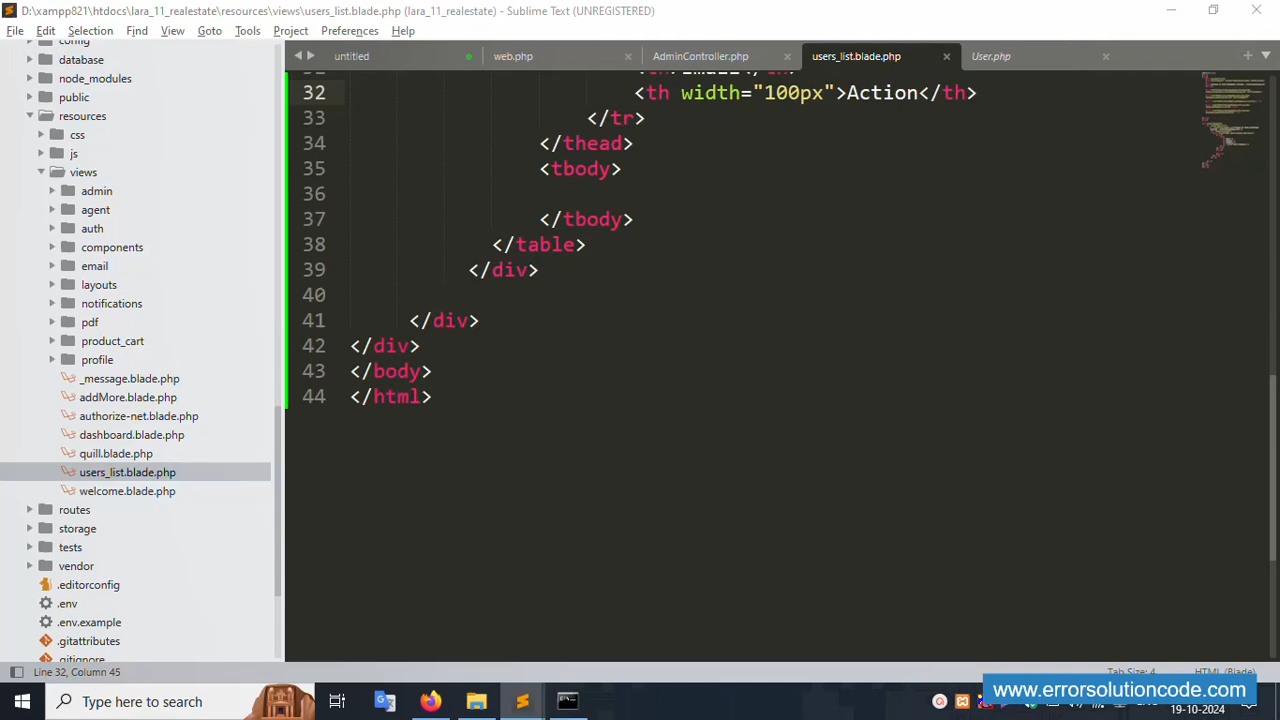 D:\xampp821\htdocs\lara_11_realestate\resources\views\users_list.blade.php (lara_11_realestate) - Sublime Text (UNREGISTERED)
File Edit Selection Find View Goto Tools Project Preferences Help
config
database
node_modules
public
resources
css
js
views
admin
agent
auth
components
email
layouts
notifications
pdf
product_cart
profile
_message.blade.php
addMore.blade.php
authorize-net.blade.php
dashboard.blade.php
quill.blade.php
users_list.blade.php
welcome.blade.php
routes
storage
tests
vendor
.editorconfig
.env
.env.example
.gitattributes
.gitignore
untitled web.php AdminController.php users_list.blade.php User.php
32 <th width="100px">Action</th>
33 </tr>
34 </thead>
35 <tbody>
36
37 </tbody>
38 </table>
39 </div>
40
41 </div>
42 </div>
43 </body>
44 </html>
Line 32, Column 45
Tab Size: 4 HTML (Blade)
Type here to search
www.errorsolutioncode.com
19-10-2024